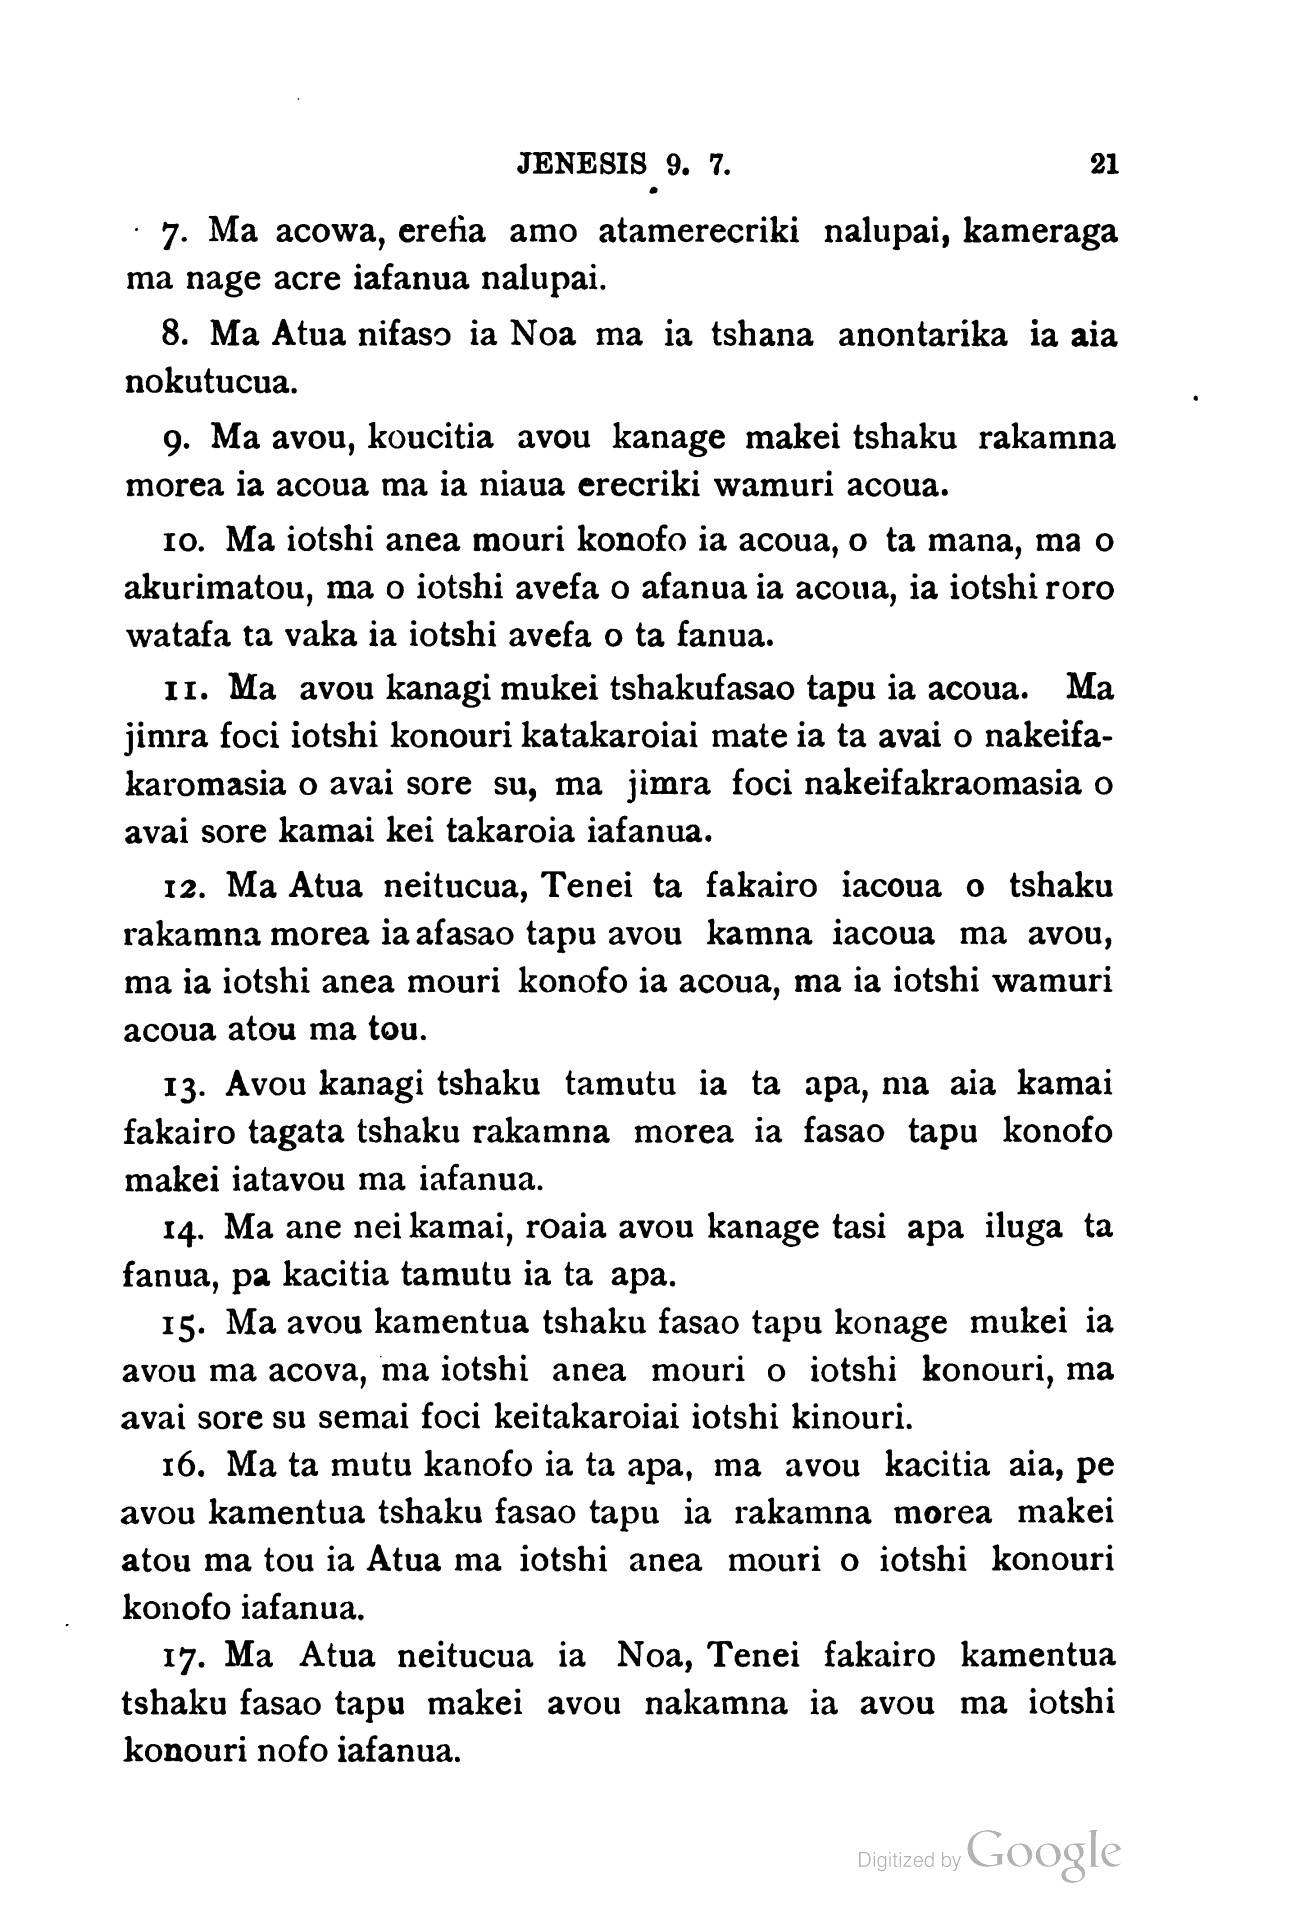 JENESIS 9. 7. 21
7. Ma acowa, erefia amo atamerecriki nalupai, kameraga
ma nage acre iafanua nalupai.
8. Ma Atua nifaso ia Noa ma ia tshana anontarika ia aia
nokutucua.
9. Ma avou, koucitia avou kanage makei tshaku rakamna
morea ia acoua ma ia niaua erecriki wamuri acoua.
10. Ma iotshi anea mouri konofo ia acoua, o ta mana, ma o
akurimatou, ma o iotshi avefa o afanua ia acoua, ia iotshi roro
watafa ta vaka ia iotshi avefa o ta fanua.
11. Ma avou kanagi mukei tshakufasao tapu ia acoua. Ma
jimra foci iotshi konouri katakaroiai mate ia ta avai o nakeifa-
karomasia o avai sore su, ma jimra foci nakeifakraomasia o
avai sore kamai kei takaroia iafanua.
12. Ma Atua neitucua, Tenei ta fakairo iacoua o tshaku
rakamna morea ia afasao tapu avou kamna iacoua ma avou,
ma ia iotshi anea mouri konofo ia acoua, ma ia iotshi wamuri
acoua atou ma tou.
13. Avou kanagi tshaku tamutu ia ta apa, ma aia kamai
fakairo tagata tshaku rakamna morea ia fasao tapu konofo
makei iatavou ma iafanua.
14. Ma ane nei kamai, roaia avou kanage tasi apa iluga ta
fanua, pa kacitia tamutu ia ta apa.
15. Ma avou kamentua tshaku fasao tapu konage mukei ia
avou ma acova, ma iotshi anea mouri o iotshi konouri, ma
avai sore su semai foci keitakaroiai iotshi kinouri.
16. Ma ta mutu kanofo ia ta apa, ma avou kacitia aia, pe
avou kamentua tshaku fasao tapu ia rakamna morea makei
atou ma tou ia Atua ma iotshi anea mouri o iotshi konouri
konofo iafanua.
17. Ma Atua neitucua ia Noa, Tenei fakairo kamentua
tshaku fasao tapu makei avou nakamna ia avou ma iotshi
konouri nofo iafanua.
Digitized by Google